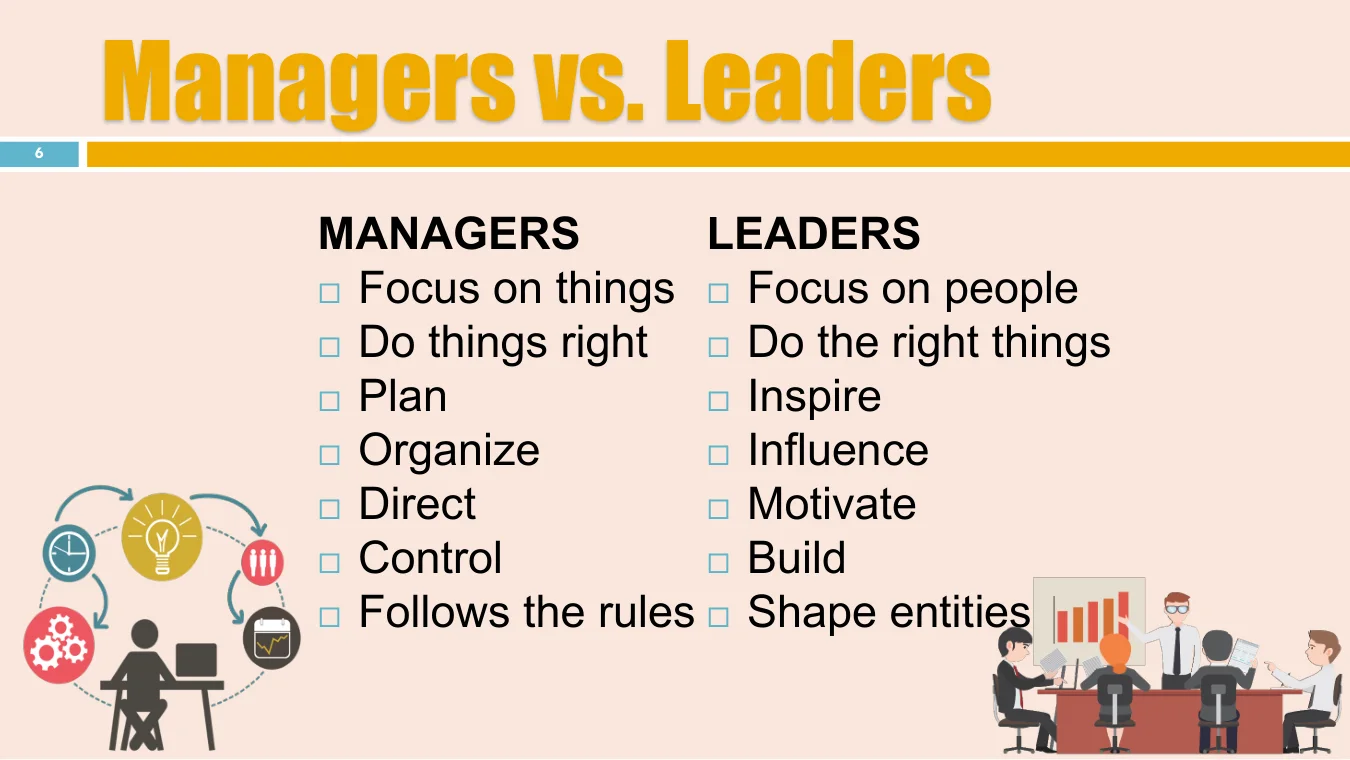 Managers vs. Leaders
6
MANAGERS
Focus on things
Do things right
Plan
Organize
Direct
Control
Follows the rules
LEADERS
Focus on people
Do the right things
Inspire
Influence
Motivate
Build
Shape entities